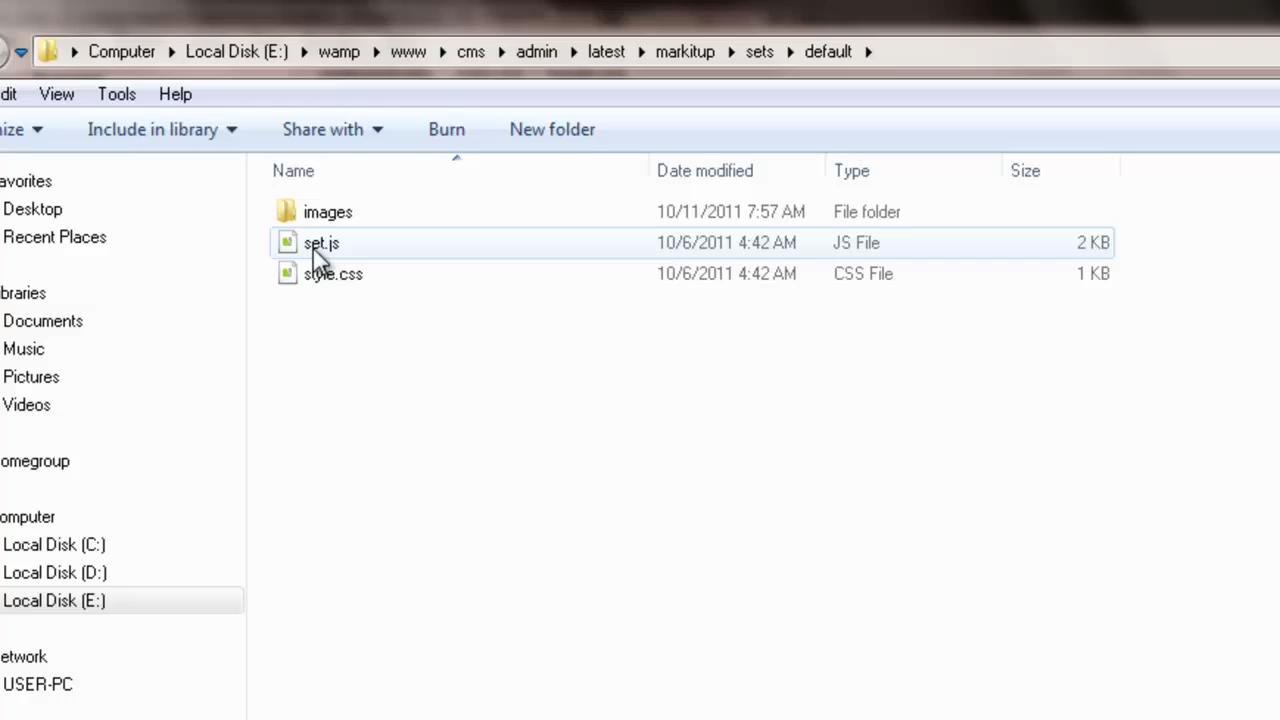 Computer Local Disk (E:) wamp www cms admin latest markitup sets default
dit View Tools Help
ize Include in library Share with Burn New folder
Name Date modified Type Size
avorites
Desktop
Recent Places
ibraries
Documents
Music
Pictures
Videos
omegroup
omputer
Local Disk (C:)
Local Disk (D:)
Local Disk (E:)
etwork
USER-PC
images 10/11/2011 7:57 AM File folder
set.js 10/6/2011 4:42 AM JS File 2 KB
style.css 10/6/2011 4:42 AM CSS File 1 KB